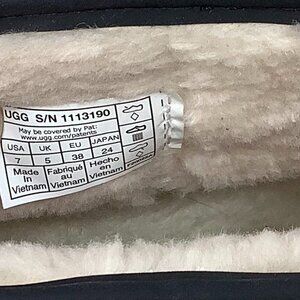 UGG S/N 1113190
May be covered by Pat:
www.ugg.com/patents
USA UK EU JAPAN
7 5 38 24
Made In Vietnam
Fabriqué au Vietnam
Hecho en Vietnam